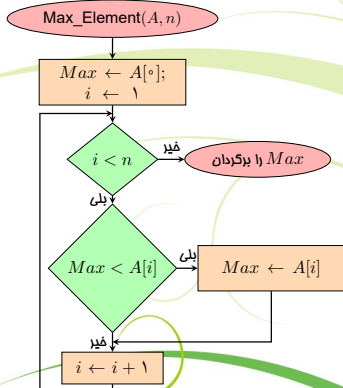 Max_Element(A, n)
Max ← A[۰];
i ← ۱
i < n
خیر
Max را برگردان
بلی
Max < A[i]
بلی
Max ← A[i]
خیر
i ← i + ۱